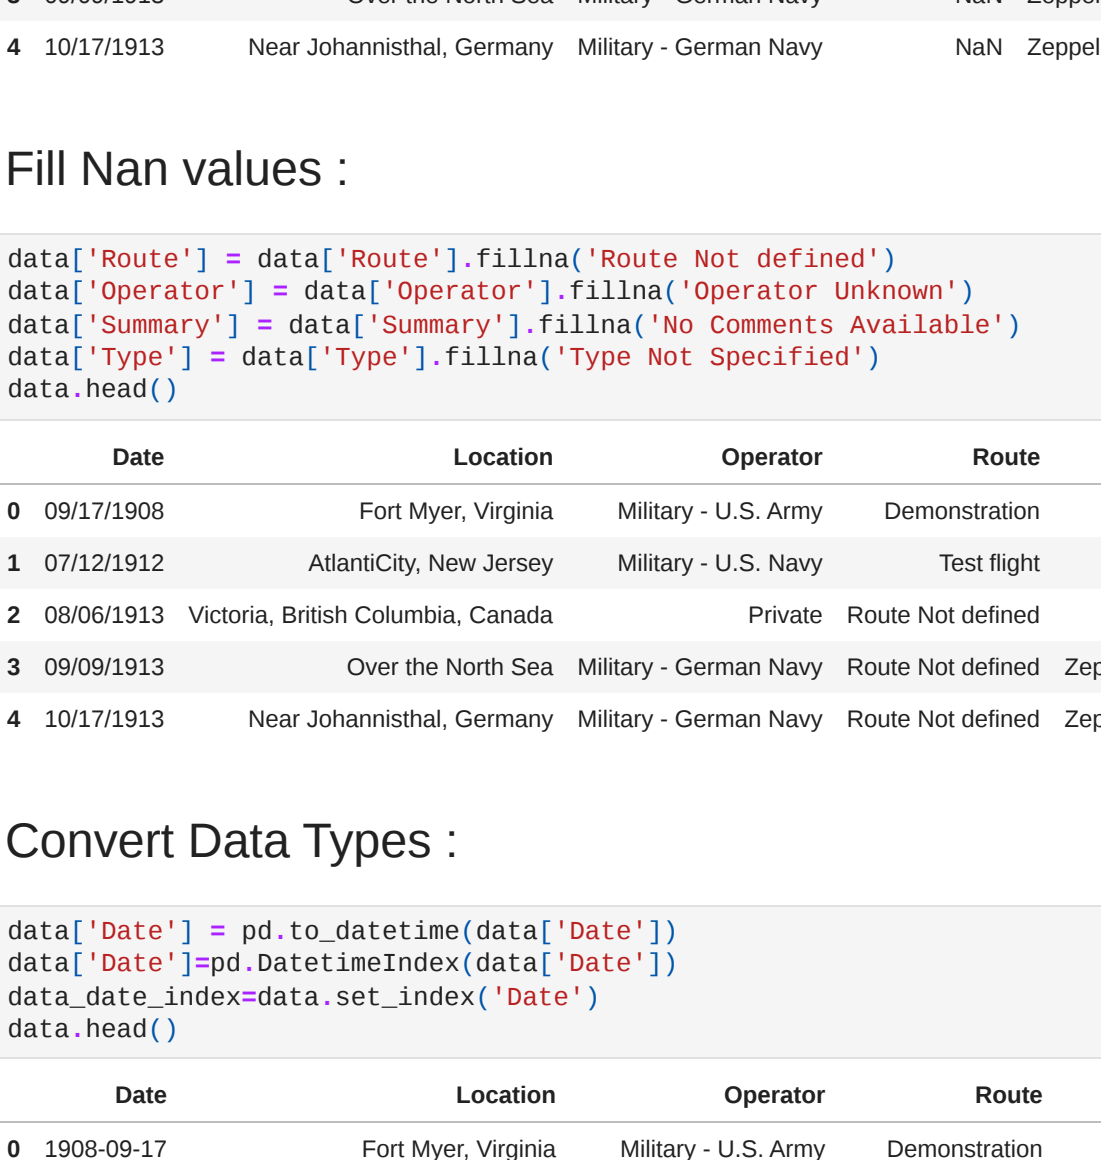 4 10/17/1913 Near Johannisthal, Germany Military - German Navy NaN Zeppel
Fill Nan values :
data['Route'] = data['Route'].fillna('Route Not defined')
data['Operator'] = data['Operator'].fillna('Operator Unknown')
data['Summary'] = data['Summary'].fillna('No Comments Available')
data['Type'] = data['Type'].fillna('Type Not Specified')
data.head()
Date Location Operator Route
0 09/17/1908 Fort Myer, Virginia Military - U.S. Army Demonstration
1 07/12/1912 AtlantiCity, New Jersey Military - U.S. Navy Test flight
2 08/06/1913 Victoria, British Columbia, Canada Private Route Not defined
3 09/09/1913 Over the North Sea Military - German Navy Route Not defined Zep
4 10/17/1913 Near Johannisthal, Germany Military - German Navy Route Not defined Zep
Convert Data Types :
data['Date'] = pd.to_datetime(data['Date'])
data['Date']=pd.DatetimeIndex(data['Date'])
data_date_index=data.set_index('Date')
data.head()
Date Location Operator Route
0 1908-09-17 Fort Myer, Virginia Military - U.S. Army Demonstration